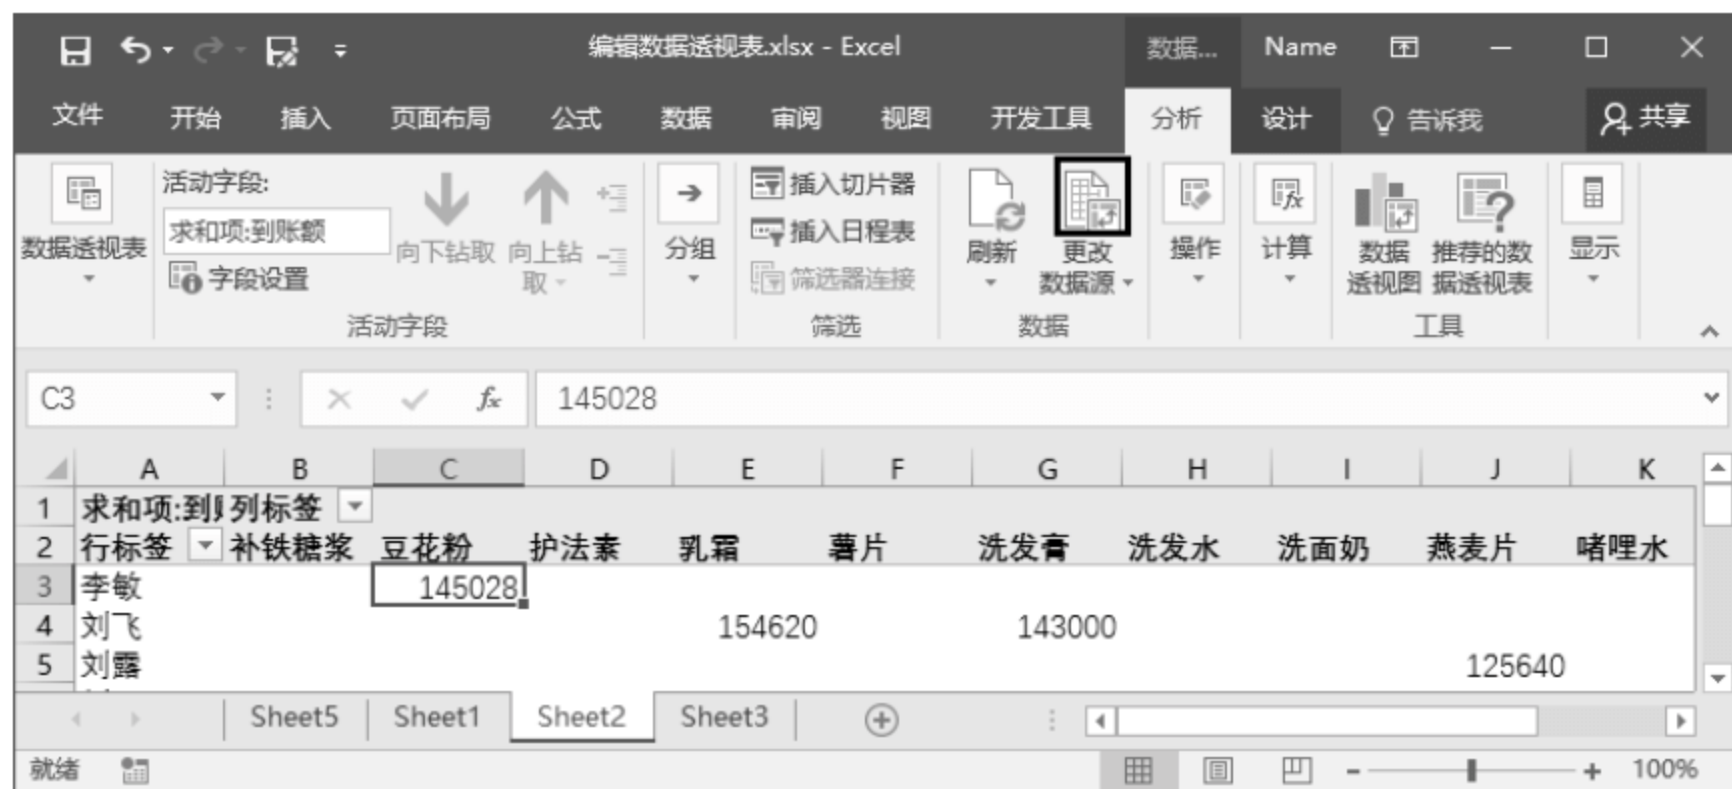 编辑数据透视表.xlsx - Excel
数据...
Name
文件 开始 插入 页面布局 公式 数据 审阅 视图 开发工具 分析 设计 告诉我 共享
数据透视表
活动字段:
求和项:到账额
字段设置
向下钻取
向上钻
取
活动字段
分组
插入切片器
插入日程表
筛选器连接
筛选
刷新
更改
数据源
数据
操作
计算
数据
透视图
推荐的数
据透视表
工具
显示
C3 fx 145028
A B C D E F G H I J K
1 求和项:到 列标签
2 行标签 补铁糖浆 豆花粉 护法素 乳霜 薯片 洗发膏 洗发水 洗面奶 燕麦片 啫哩水
3 李敏 145028
4 刘飞 154620 143000
5 刘露 125640
Sheet5 Sheet1 Sheet2 Sheet3
就绪 100%